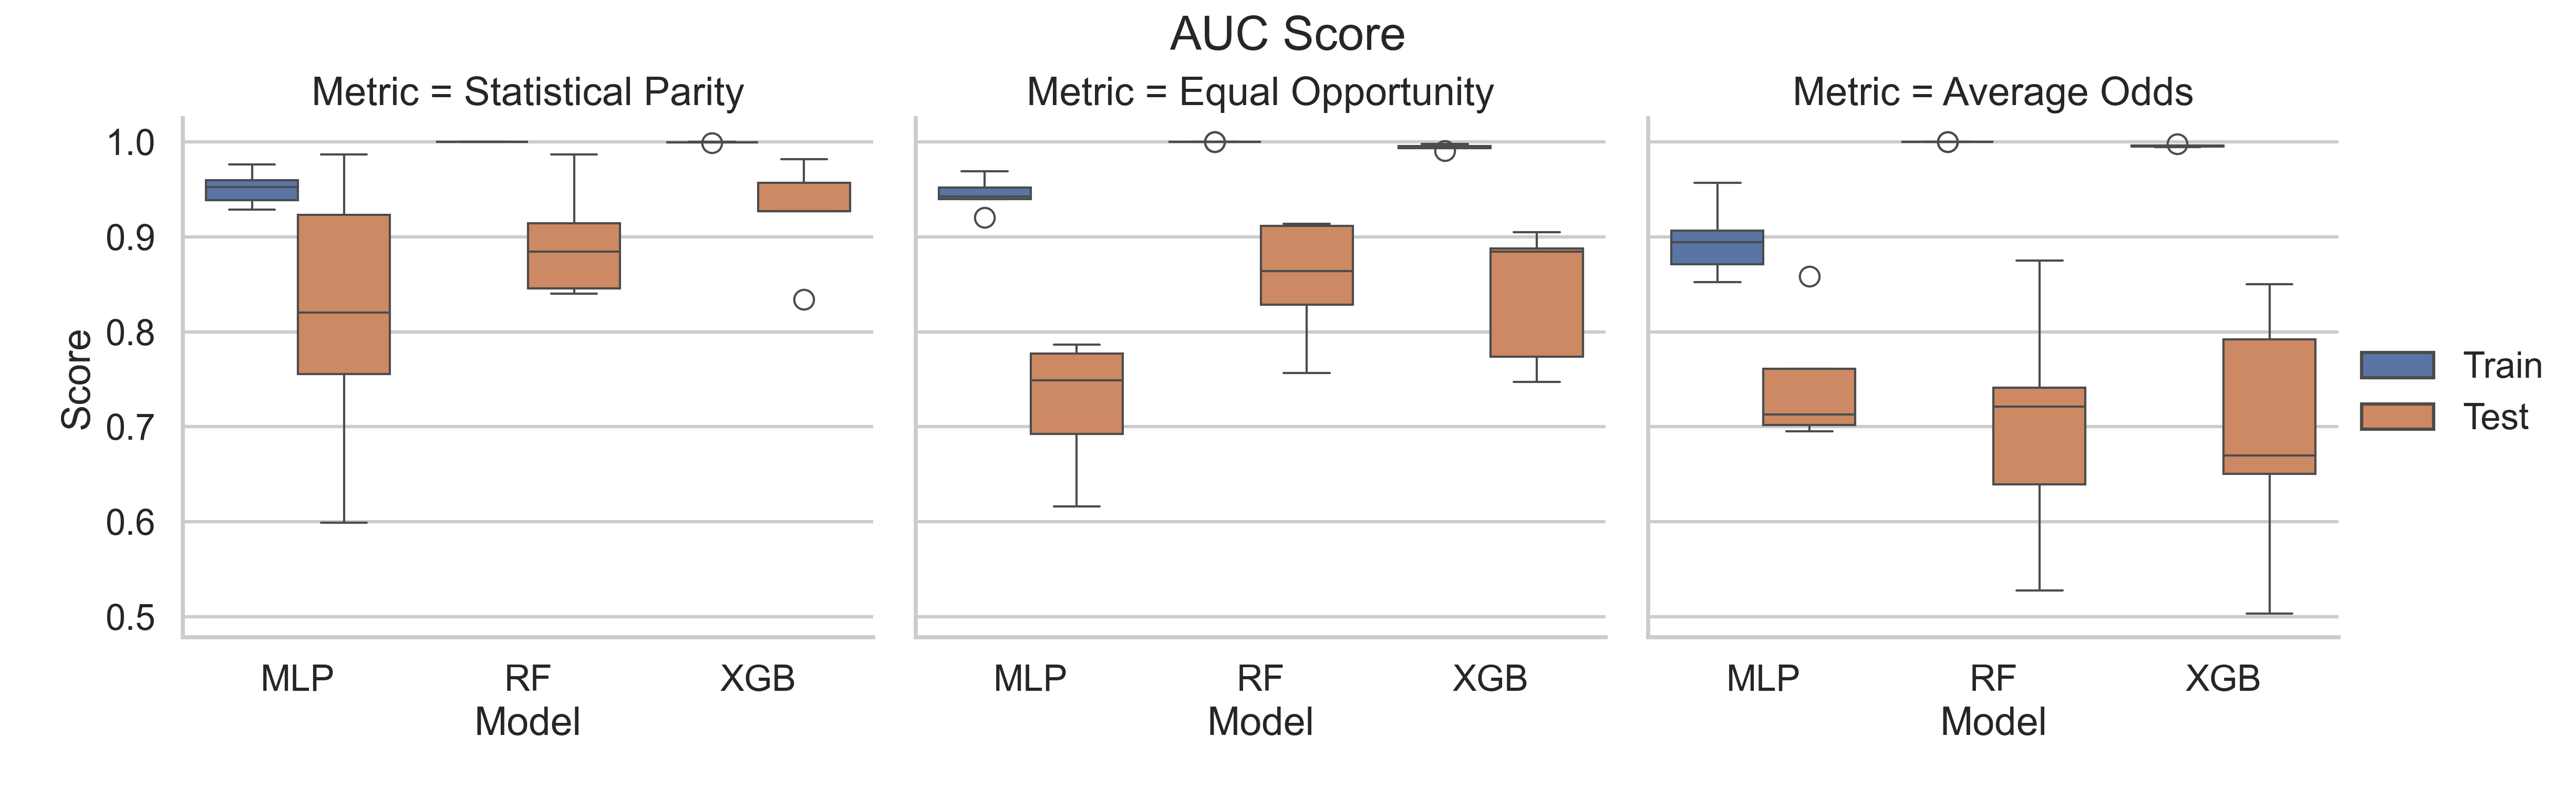 AUC Score
Metric = Statistical Parity
Metric = Equal Opportunity
Metric = Average Odds
1.0
0.9
0.8
0.7
0.6
0.5
Score
MLP RF XGB
Model
MLP RF XGB
Model
MLP RF XGB
Model
Train
Test